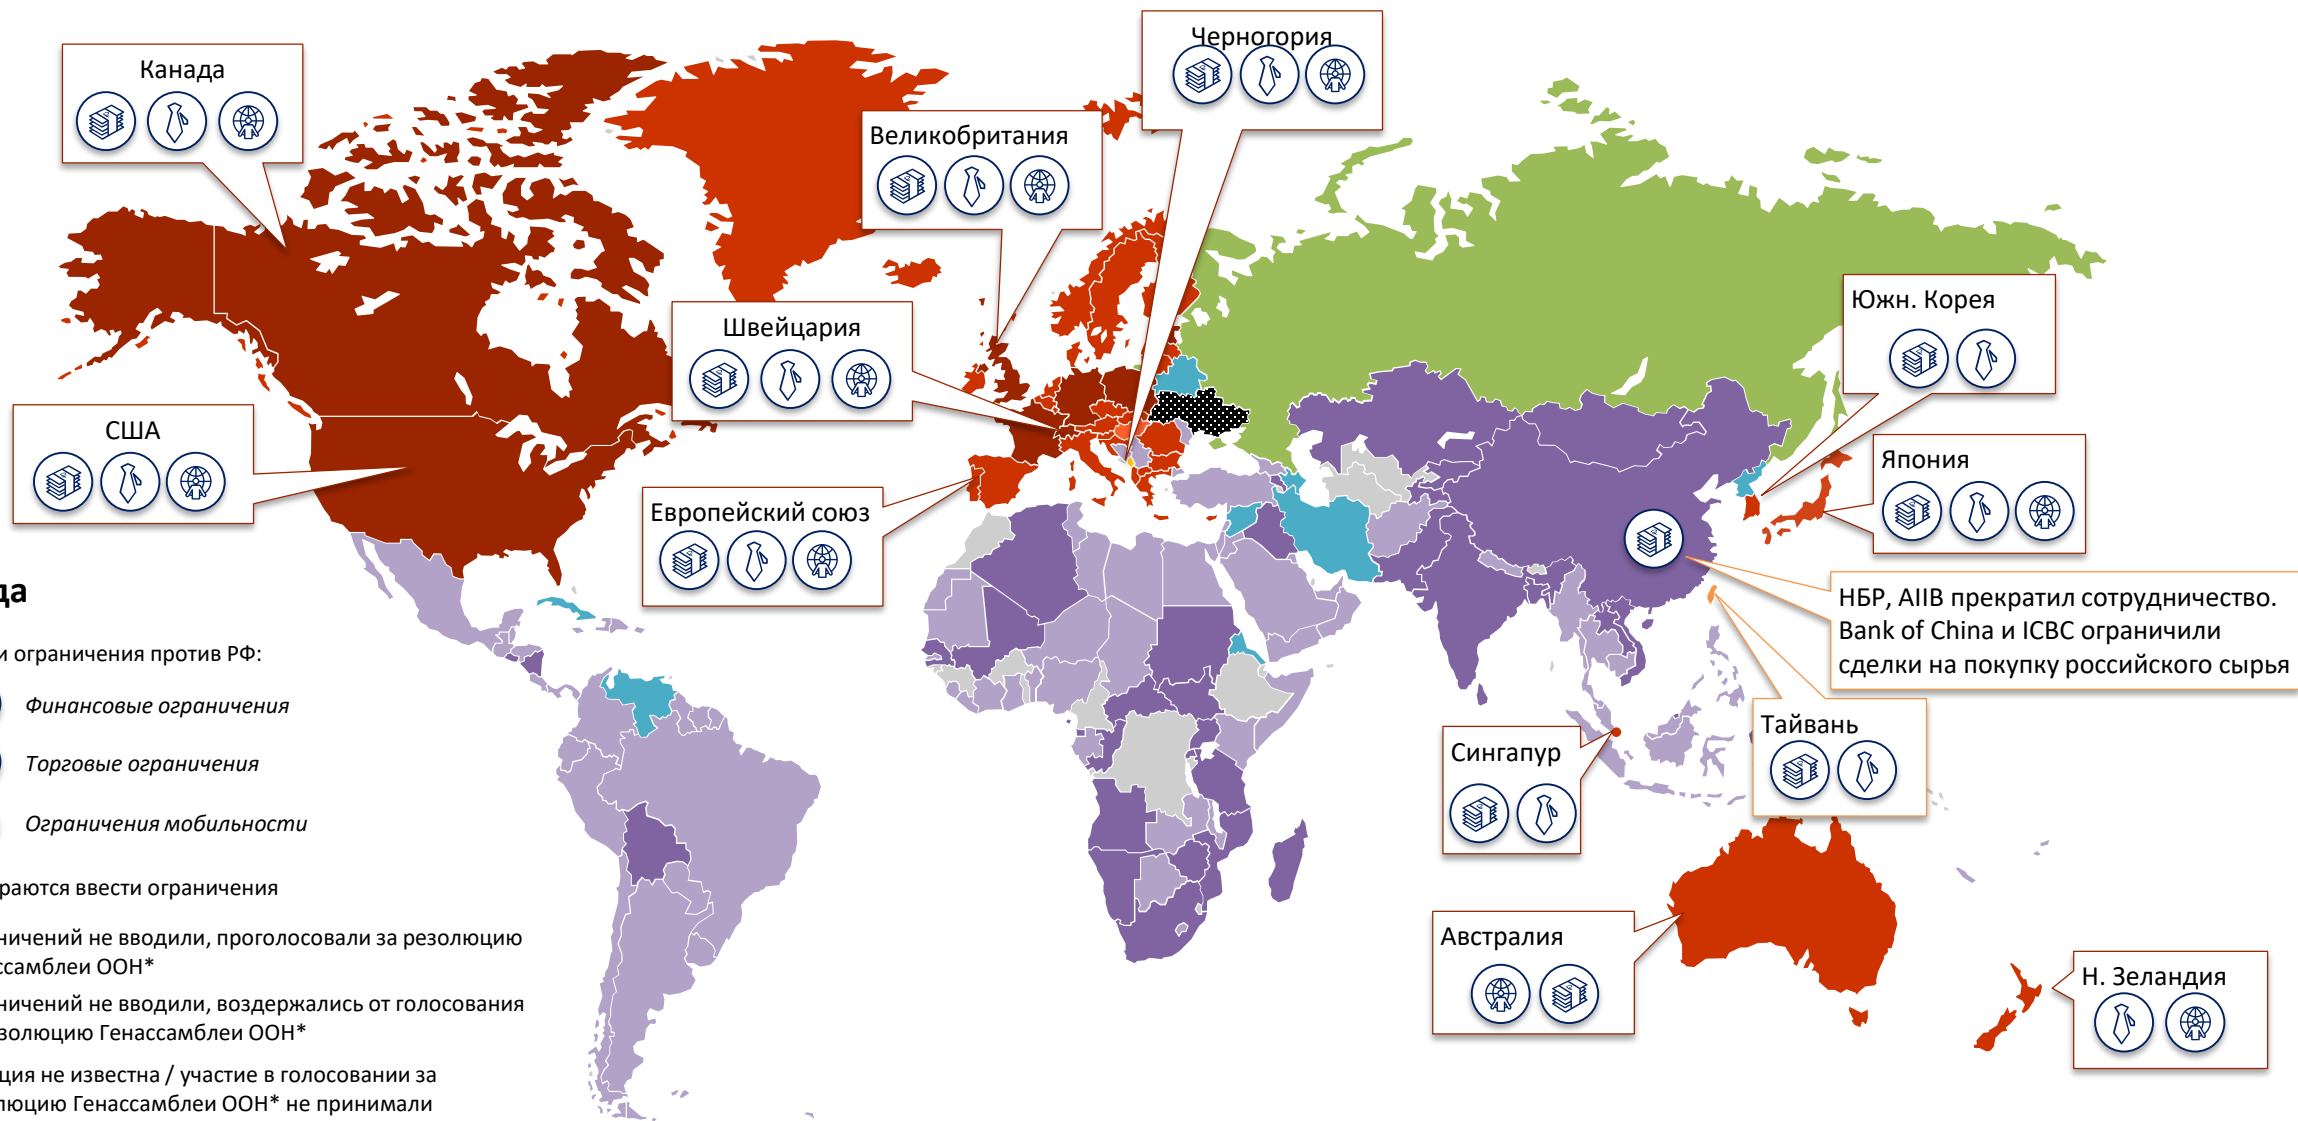 Черногория
Канада
Великобритания
Южн. Корея
Швейцария
США
Япония
Европейский союз
НБР, AIIB прекратил сотрудничество.
Bank of China и ICBC ограничили
сделки на покупку российского сырья
Тайвань
Сингапур
Австралия
Н. Зеландия
да
и ограничения против РФ:
Финансовые ограничения
Торговые ограничения
Ограничения мобильности
раются ввести ограничения
ничений не вводили, проголосовали за резолюцию
ссамблеи ООН*
ничений не вводили, воздержались от голосования
золюцию Генассамблеи ООН*
ция не известна / участие в голосовании за
люцию Генассамблеи ООН* не принимали